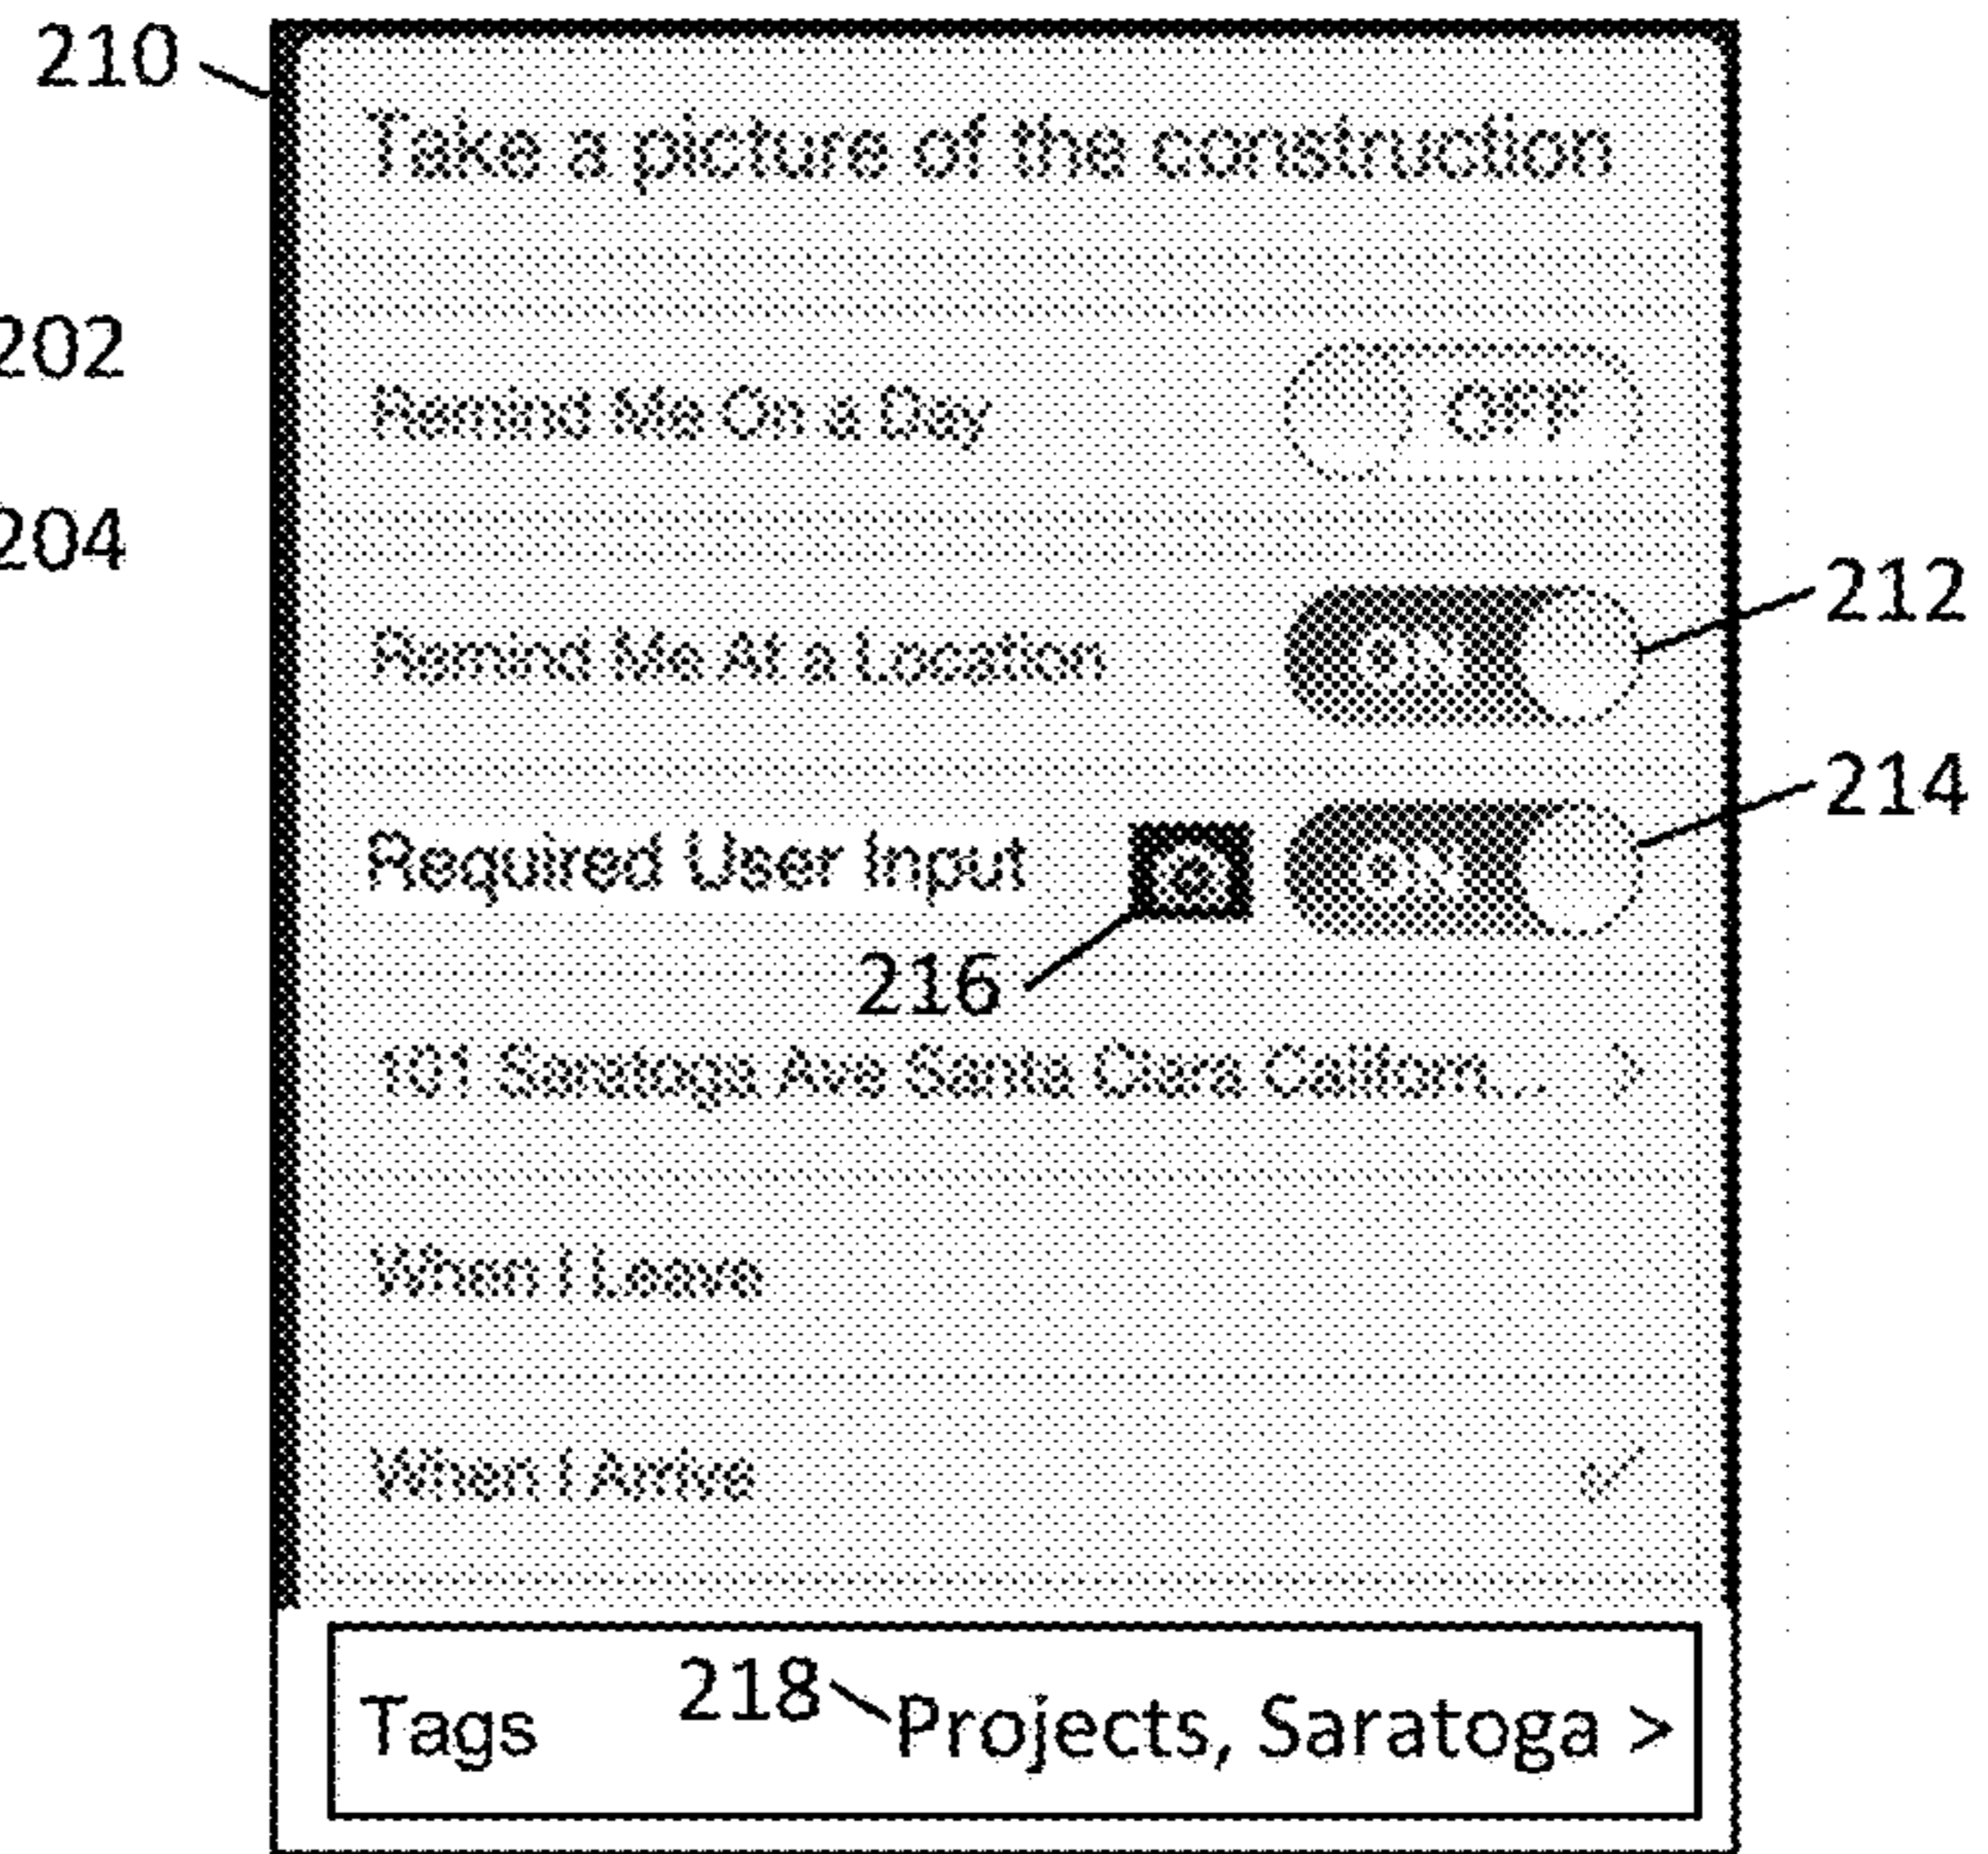 210
Take a picture of the construction
202
Remind Me On a Day OFF
204
Remind Me At a Location ON 212
Required User Input ON 214
216
101 Saratoga Ave Santa Clara Californ... >
When I Leave
When I Arrive ✓
Tags 218 Projects, Saratoga >